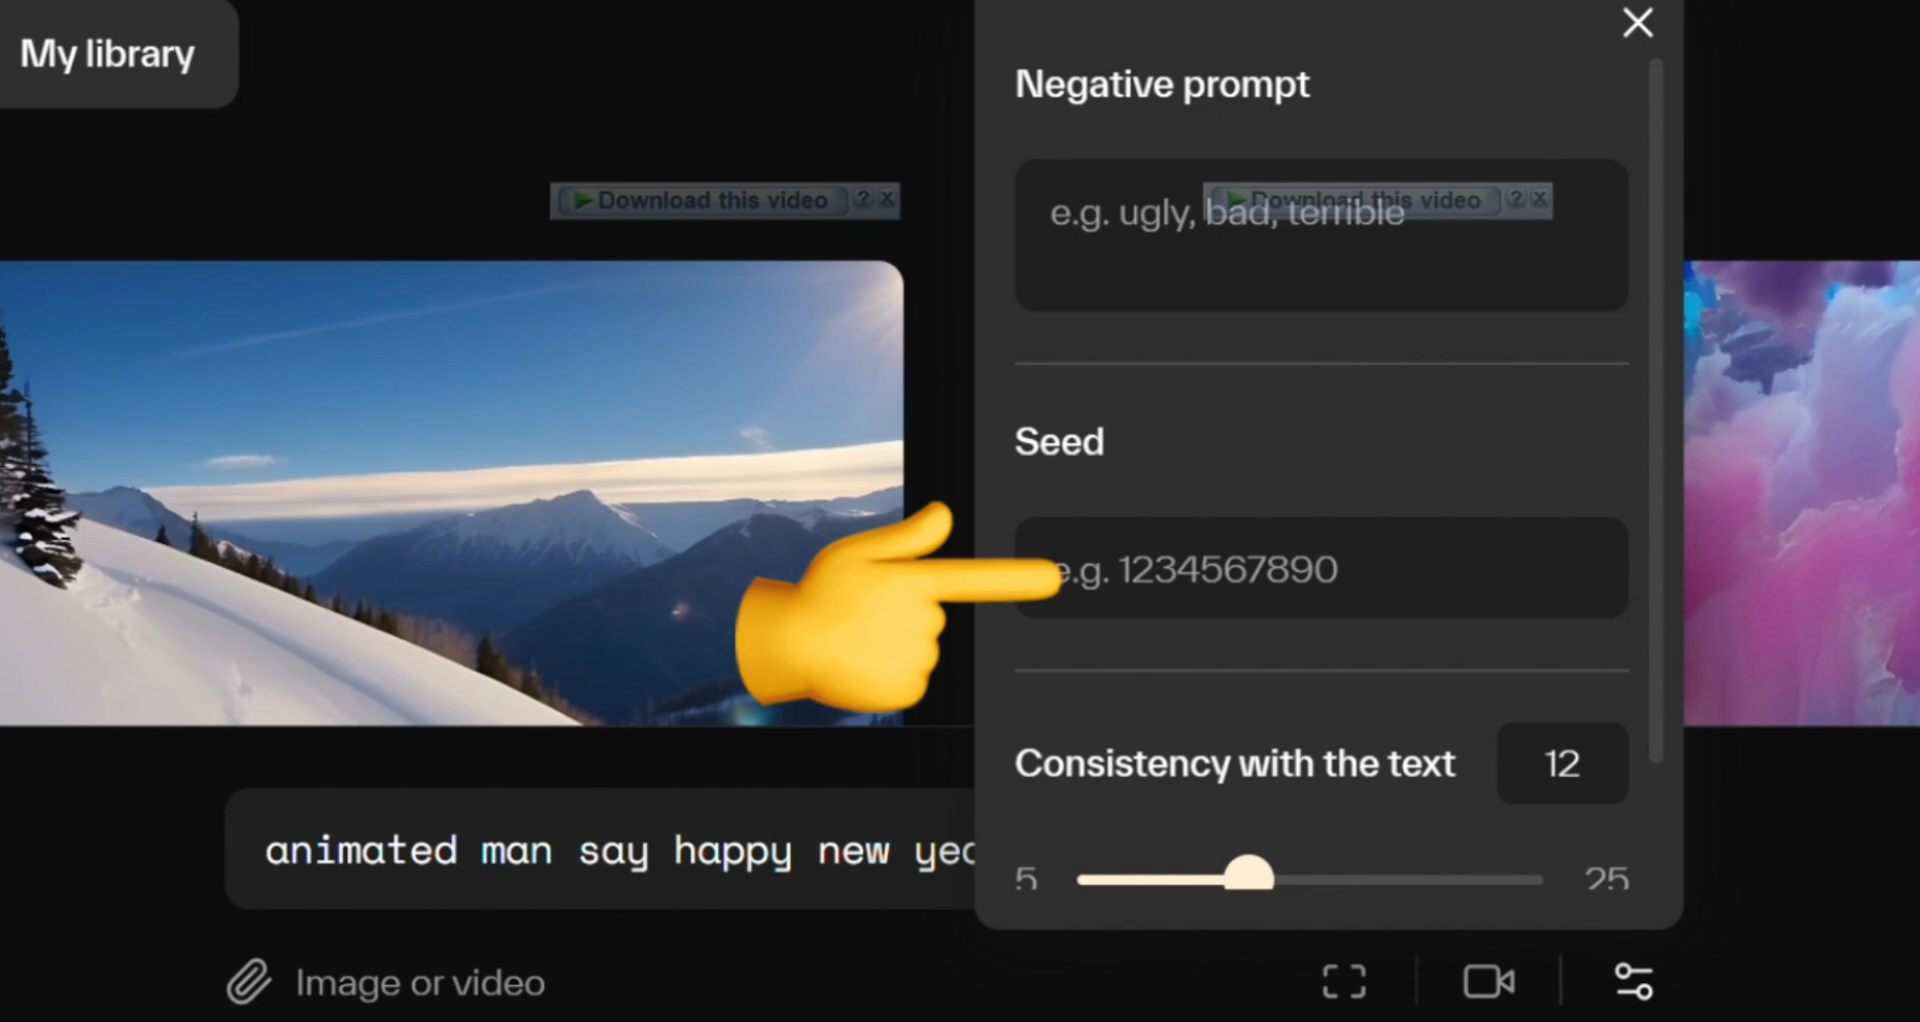 My library
Negative prompt
Download this video ? x
Download this video ? x
e.g. ugly, bad, terrible
Seed
e.g. 1234567890
Consistency with the text 12
animated man say happy new
5 25
Image or video